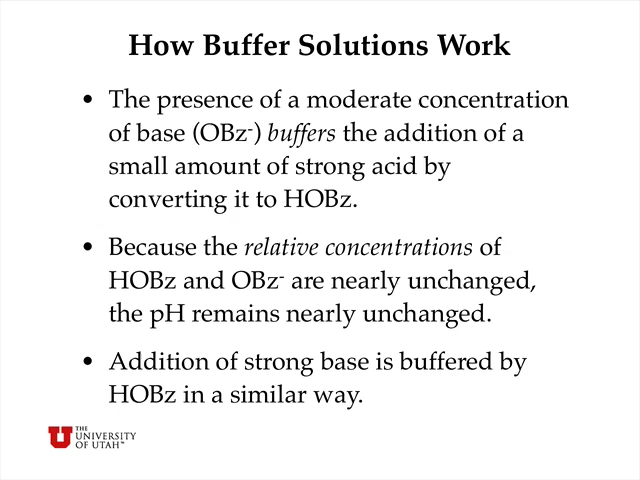 How Buffer Solutions Work
• The presence of a moderate concentration
of base (OBz⁻) buffers the addition of a
small amount of strong acid by
converting it to HOBz.
• Because the relative concentrations of
HOBz and OBz⁻ are nearly unchanged,
the pH remains nearly unchanged.
• Addition of strong base is buffered by
HOBz in a similar way.
THE
UNIVERSITY
OF UTAH™